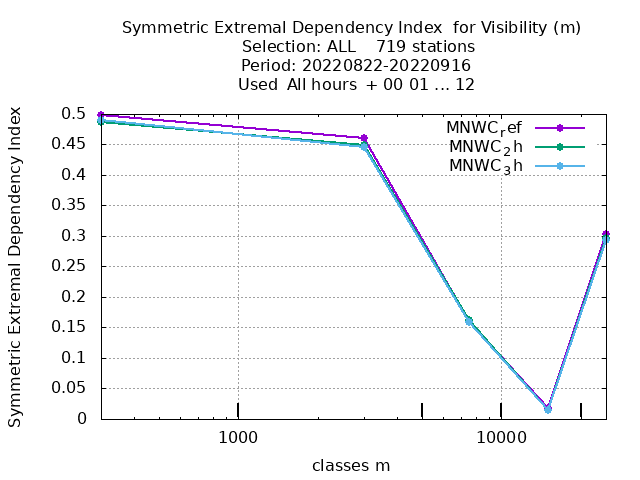 Symmetric Extremal Dependency Index  for Visibility (m)
Selection: ALL    719 stations
Period: 20220822-20220916
Used  All hours  + 00 01 ... 12
Symmetric Extremal Dependency Index
0.5
0.45
0.4
0.35
0.3
0.25
0.2
0.15
0.1
0.05
0
MNWC_ref
MNWC_2h
MNWC_3h
1000
10000
classes m